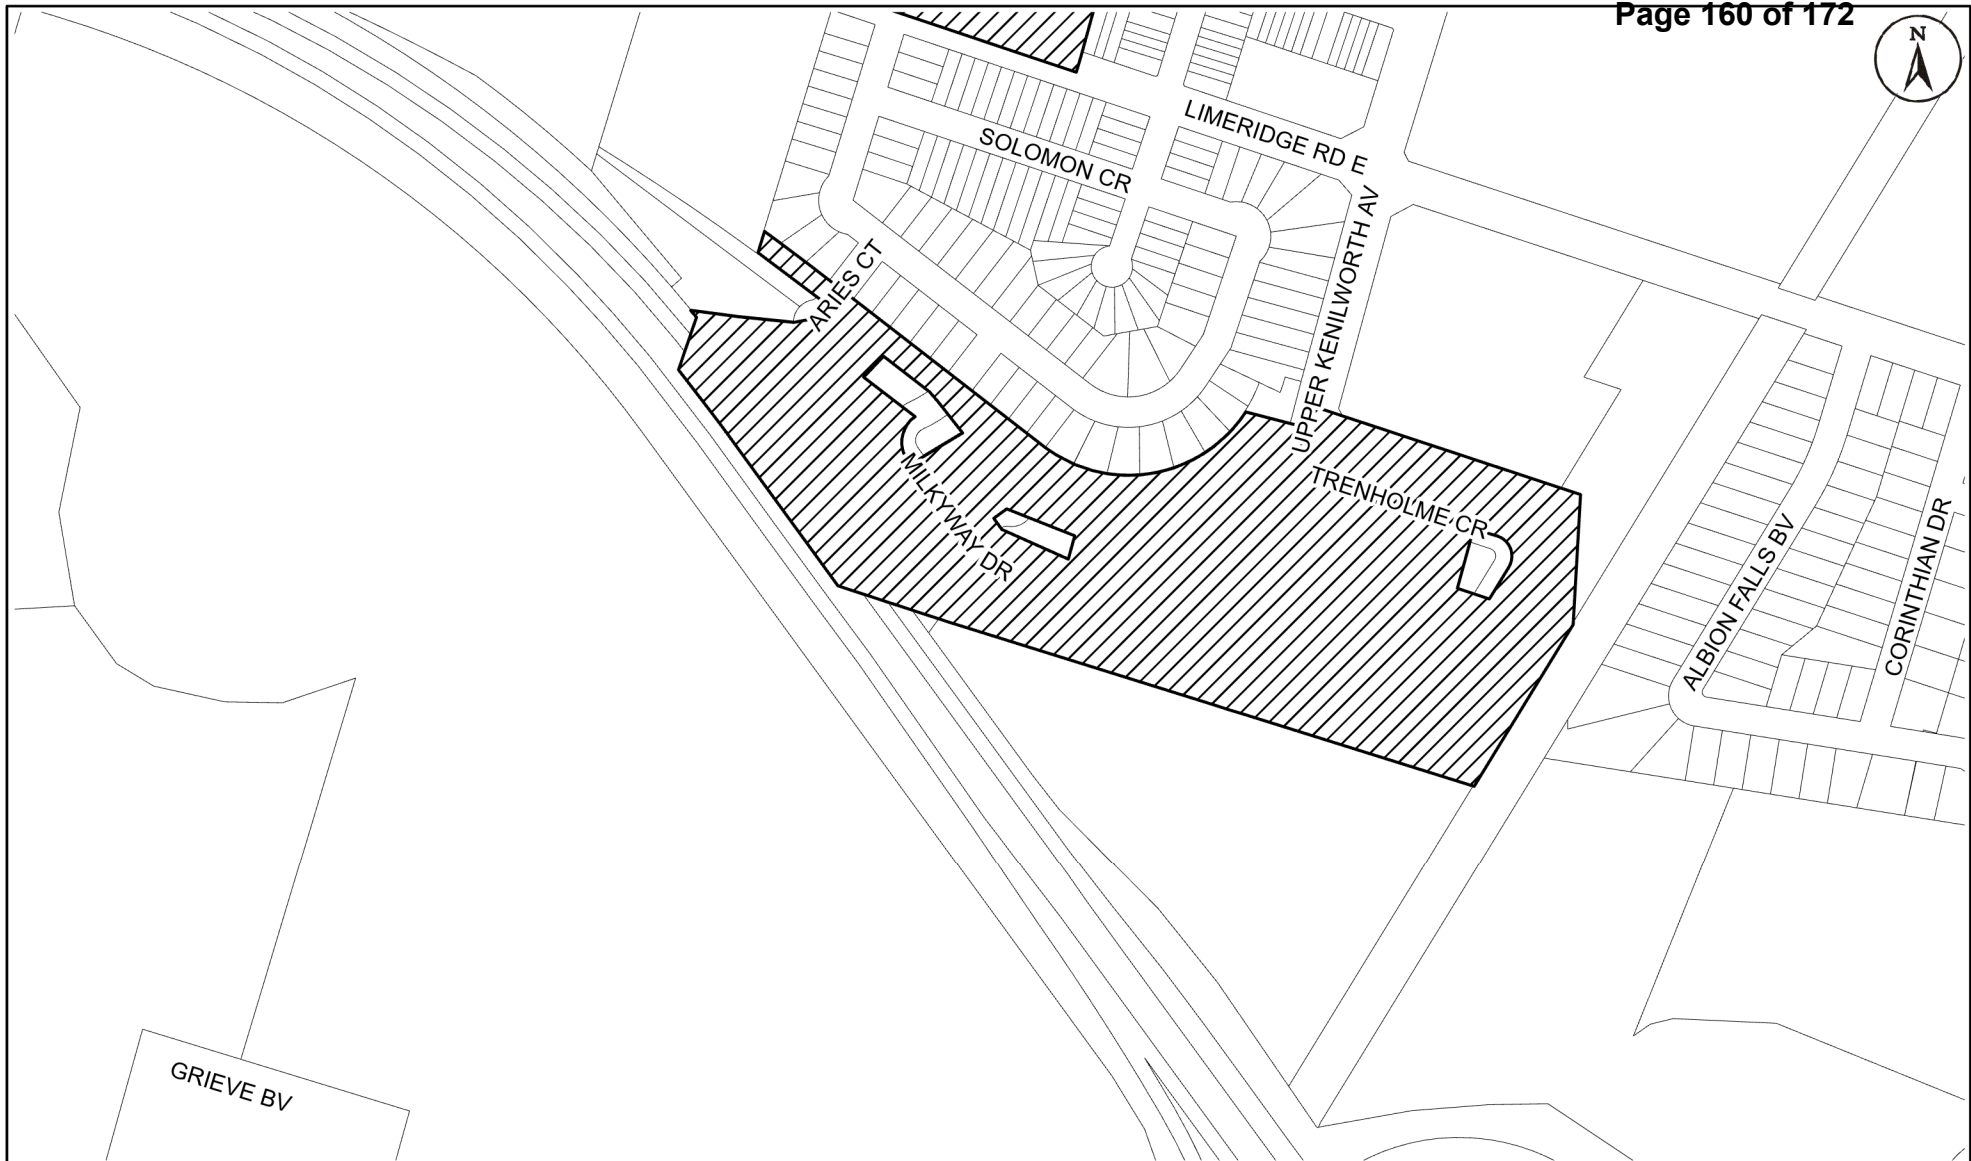 Page 160 of 172
N
LIMERIDGE RD E
SOLOMON CR
UPPER KENILWORTH AV
ARIES CT
MILKYWAY DR
TRENHOLME CR
ALBION FALLS BV
CORINTHIAN DR
GRIEVE BV